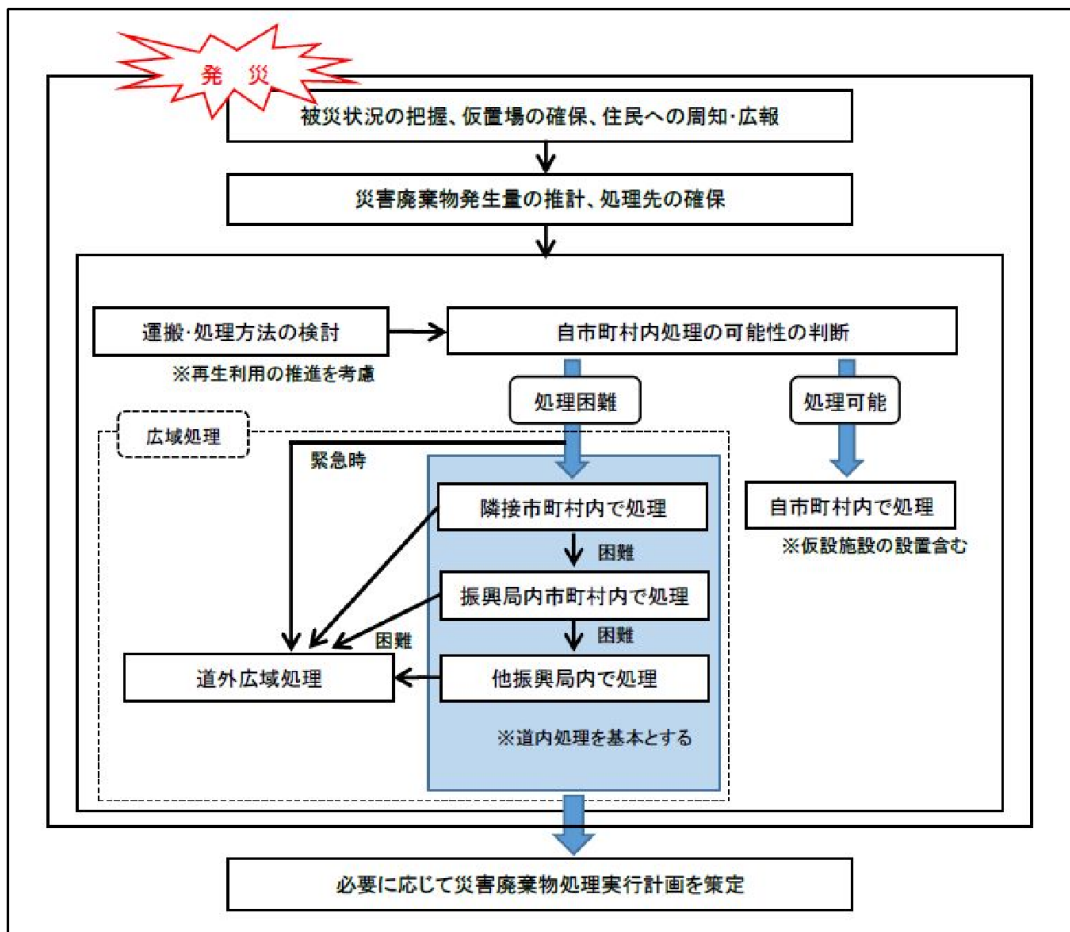 発 災
被災状況の把握、仮置場の確保、住民への周知・広報
災害廃棄物発生量の推計、処理先の確保
運搬・処理方法の検討
自市町村内処理の可能性の判断
※再生利用の推進を考慮
処理困難
処理可能
広域処理
緊急時
隣接市町村内で処理
自市町村内で処理
※仮設施設の設置含む
困難
振興局内市町村内で処理
困難
困難
道外広域処理
他振興局内で処理
※道内処理を基本とする
必要に応じて災害廃棄物処理実行計画を策定